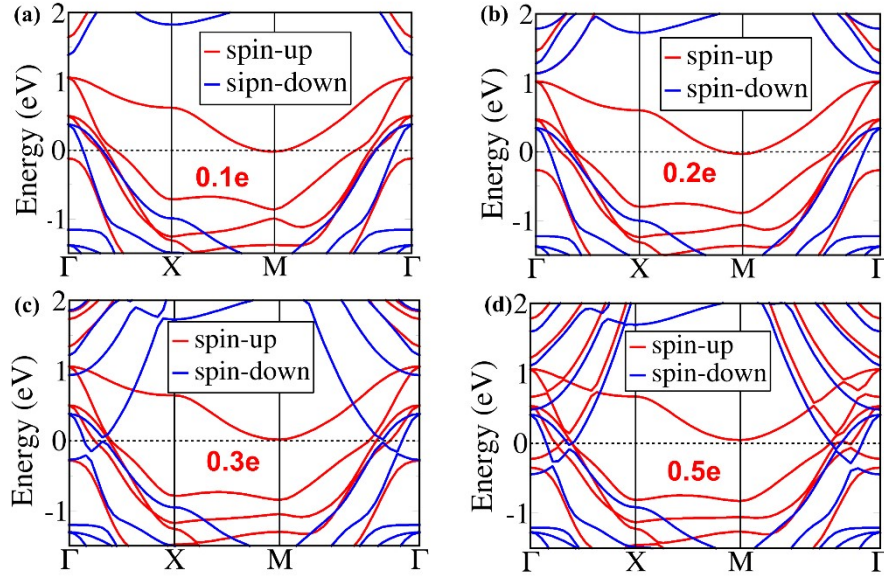 (a)
Energy (eV)
2
1
0
-1
spin-up
sipn-down
0.1e
Γ X M Γ
(b)
Energy (eV)
2
1
0
-1
spin-up
spin-down
0.2e
Γ X M Γ
(c)
Energy (eV)
2
1
0
-1
spin-up
spin-down
0.3e
Γ X M Γ
(d)
Energy (eV)
2
1
0
-1
spin-up
spin-down
0.5e
Γ X M Γ